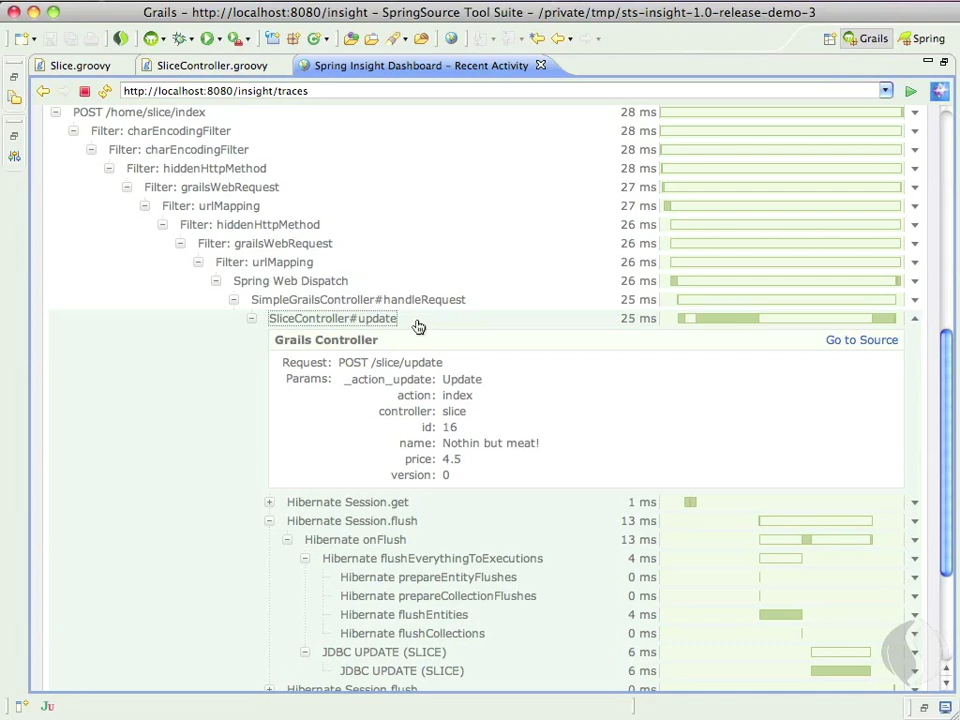 Grails - http://localhost:8080/insight - SpringSource Tool Suite - /private/tmp/sts-insight-1.0-release-demo-3
Grails
Spring
Slice.groovy
SliceController.groovy
Spring Insight Dashboard - Recent Activity
http://localhost:8080/insight/traces
POST /home/slice/index 28 ms
Filter: charEncodingFilter 28 ms
Filter: charEncodingFilter 28 ms
Filter: hiddenHttpMethod 28 ms
Filter: grailsWebRequest 27 ms
Filter: urlMapping 27 ms
Filter: hiddenHttpMethod 26 ms
Filter: grailsWebRequest 26 ms
Filter: urlMapping 26 ms
Spring Web Dispatch 26 ms
SimpleGrailsController#handleRequest 25 ms
SliceController#update 25 ms
Grails Controller Go to Source
Request: POST /slice/update
Params: _action_update: Update
action: index
controller: slice
id: 16
name: Nothin but meat!
price: 4.5
version: 0
Hibernate Session.get 1 ms
Hibernate Session.flush 13 ms
Hibernate onFlush 13 ms
Hibernate flushEverythingToExecutions 4 ms
Hibernate prepareEntityFlushes 0 ms
Hibernate prepareCollectionFlushes 0 ms
Hibernate flushEntities 4 ms
Hibernate flushCollections 0 ms
JDBC UPDATE (SLICE) 6 ms
JDBC UPDATE (SLICE) 6 ms
Hibernate Session.flush 0 ms
Ju